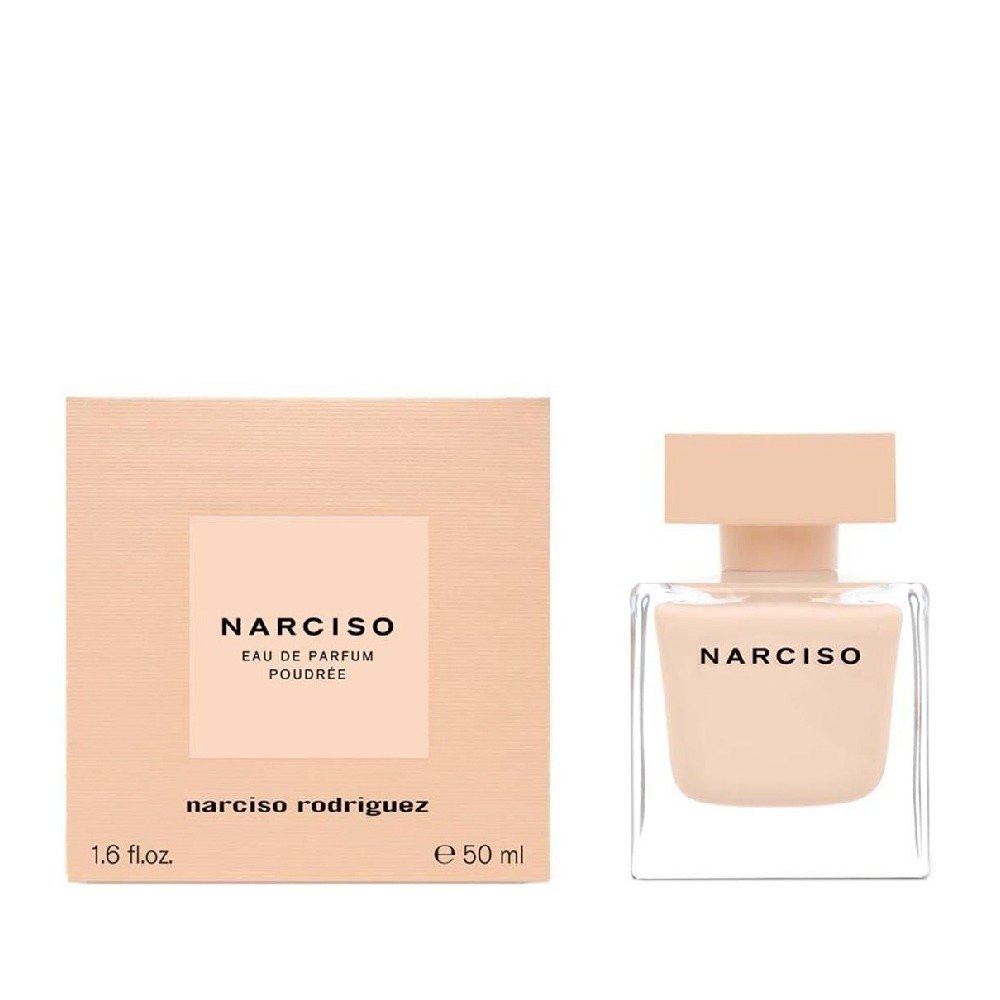 NARCISO
EAU DE PARFUM
POUDRÉE
narciso rodriguez
1.6 fl.oz.
℮ 50 ml
NARCISO